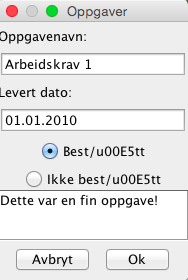 Oppgaver
Oppgavenavn:
Arbeidskrav 1
Levert dato:
01.01.2010
Best/u00E5tt
Ikke best/u00E5tt
Dette var en fin oppgave!
Avbryt Ok